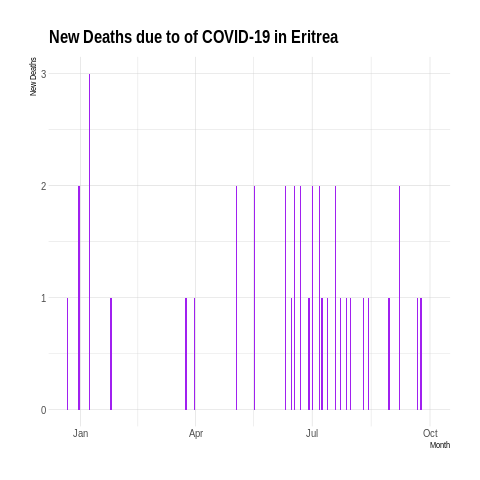 New Deaths due to of COVID-19 in Eritrea
New Deaths
3
2
1
0
Jan Apr Jul Oct
Month